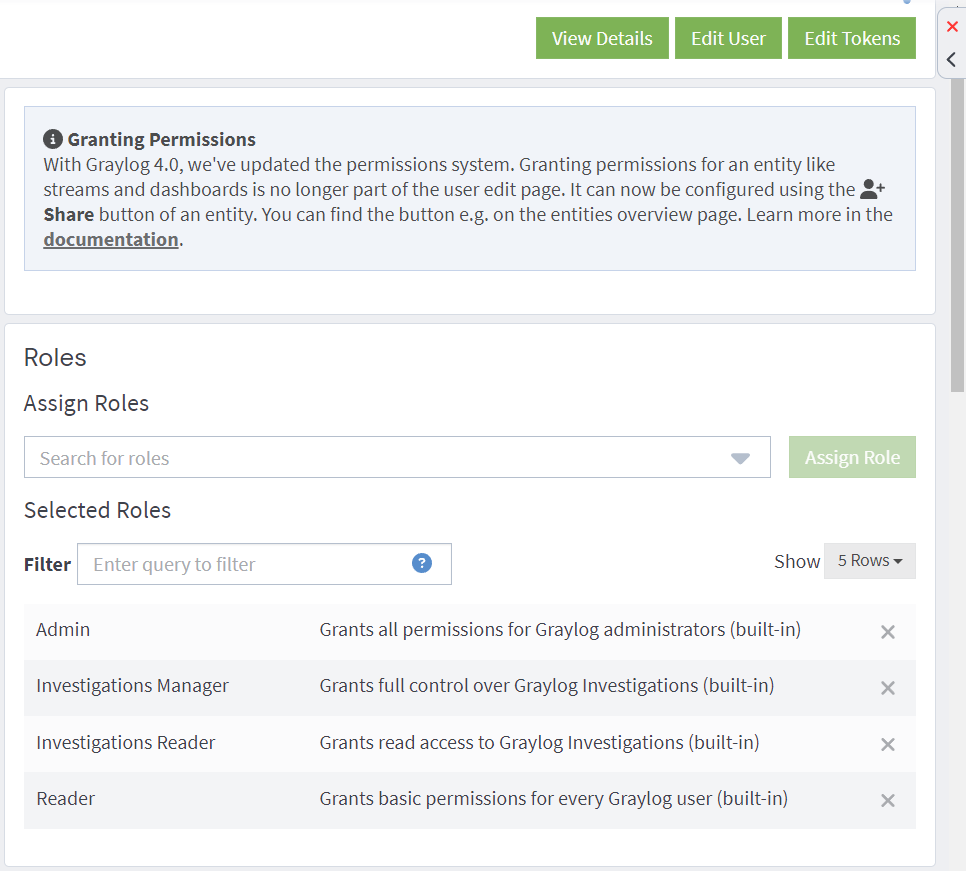 View Details Edit User Edit Tokens
Granting Permissions
With Graylog 4.0, we've updated the permissions system. Granting permissions for an entity like
streams and dashboards is no longer part of the user edit page. It can now be configured using the
Share button of an entity. You can find the button e.g. on the entities overview page. Learn more in the
documentation.
Roles
Assign Roles
Search for roles Assign Role
Selected Roles
Filter Enter query to filter ? Show 5 Rows
Admin Grants all permissions for Graylog administrators (built-in)
Investigations Manager Grants full control over Graylog Investigations (built-in)
Investigations Reader Grants read access to Graylog Investigations (built-in)
Reader Grants basic permissions for every Graylog user (built-in)